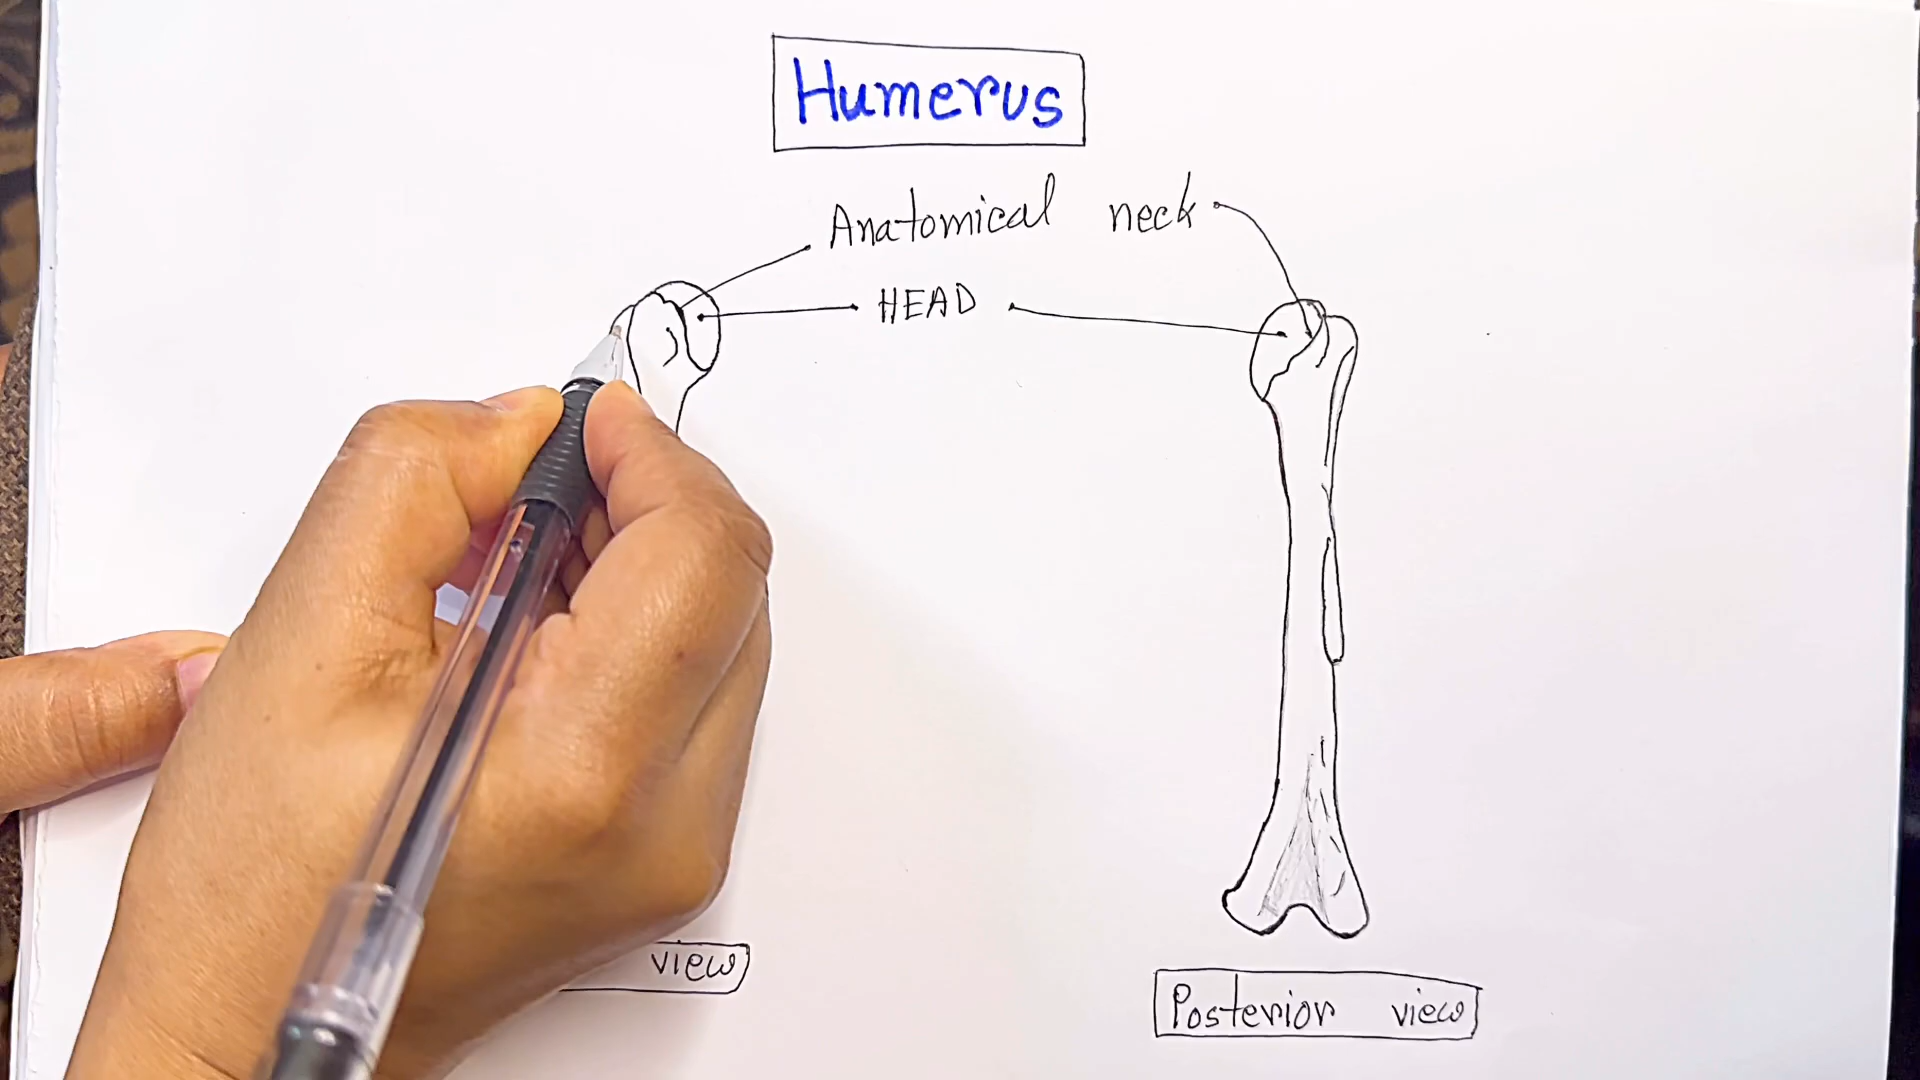 Humerus
Anatomical neck
HEAD
view
Posterior view